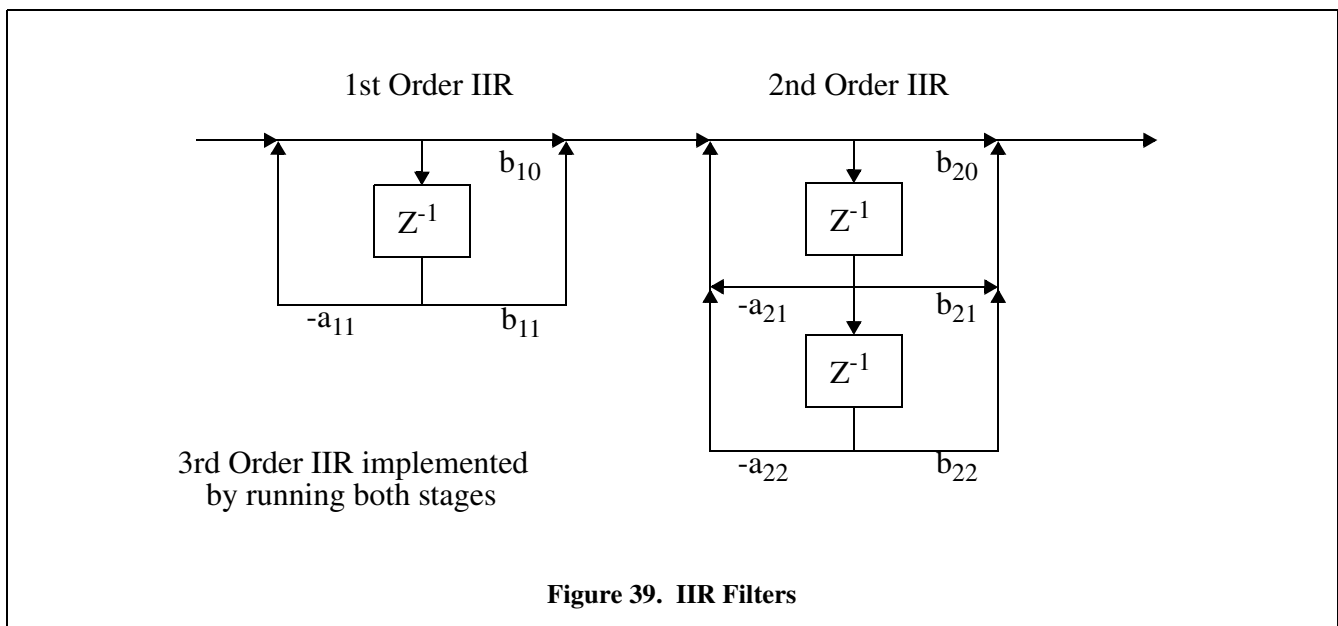 1st Order IIR
2nd Order IIR
b10
b20
Z-1
Z-1
-a11
b11
-a21
b21
Z-1
-a22
b22
3rd Order IIR implemented
by running both stages
Figure 39. IIR Filters